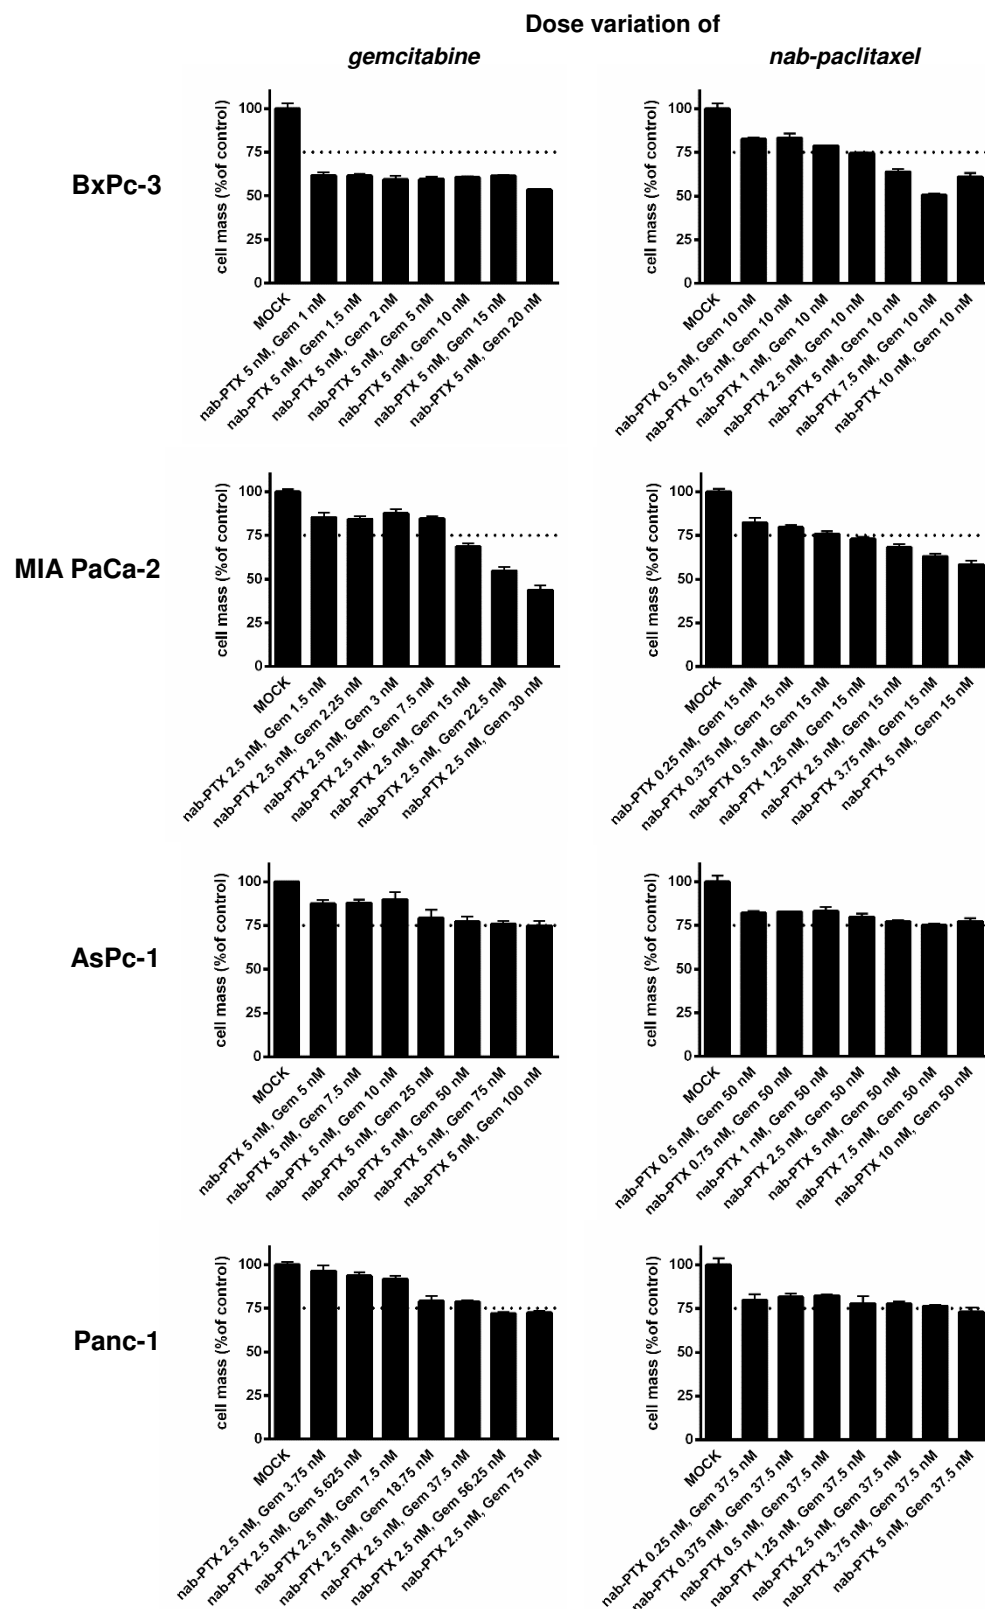 Dose variation of
gemcitabine
nab-paclitaxel
BxPc-3
cell mass (%of control)
100
75
50
25
0
MOCK
nab-PTX 5 nM, Gem 1 nM
nab-PTX 5 nM, Gem 1.5 nM
nab-PTX 5 nM, Gem 2 nM
nab-PTX 5 nM, Gem 5 nM
nab-PTX 5 nM, Gem 10 nM
nab-PTX 5 nM, Gem 15 nM
nab-PTX 5 nM, Gem 20 nM
cell mass (%of control)
100
75
50
25
0
MOCK
nab-PTX 0.5 nM, Gem 10 nM
nab-PTX 0.75 nM, Gem 10 nM
nab-PTX 1 nM, Gem 10 nM
nab-PTX 2.5 nM, Gem 10 nM
nab-PTX 5 nM, Gem 10 nM
nab-PTX 7.5 nM, Gem 10 nM
nab-PTX 10 nM, Gem 10 nM
MIA PaCa-2
cell mass (%of control)
100
75
50
25
0
MOCK
nab-PTX 2.5 nM, Gem 1.5 nM
nab-PTX 2.5 nM, Gem 2.25 nM
nab-PTX 2.5 nM, Gem 3 nM
nab-PTX 2.5 nM, Gem 7.5 nM
nab-PTX 2.5 nM, Gem 15 nM
nab-PTX 2.5 nM, Gem 22.5 nM
nab-PTX 2.5 nM, Gem 30 nM
cell mass (%of control)
100
75
50
25
0
MOCK
nab-PTX 0.25 nM, Gem 15 nM
nab-PTX 0.375 nM, Gem 15 nM
nab-PTX 0.5 nM, Gem 15 nM
nab-PTX 1.25 nM, Gem 15 nM
nab-PTX 2.5 nM, Gem 15 nM
nab-PTX 3.75 nM, Gem 15 nM
nab-PTX 5 nM, Gem 15 nM
AsPc-1
cell mass (%of control)
100
75
50
25
0
MOCK
nab-PTX 5 nM, Gem 5 nM
nab-PTX 5 nM, Gem 7.5 nM
nab-PTX 5 nM, Gem 10 nM
nab-PTX 5 nM, Gem 25 nM
nab-PTX 5 nM, Gem 50 nM
nab-PTX 5 nM, Gem 75 nM
nab-PTX 5 nM, Gem 100 nM
cell mass (%of control)
100
75
50
25
0
MOCK
nab-PTX 0.5 nM, Gem 50 nM
nab-PTX 0.75 nM, Gem 50 nM
nab-PTX 1 nM, Gem 50 nM
nab-PTX 2.5 nM, Gem 50 nM
nab-PTX 5 nM, Gem 50 nM
nab-PTX 7.5 nM, Gem 50 nM
nab-PTX 10 nM, Gem 50 nM
Panc-1
cell mass (%of control)
100
75
50
25
0
MOCK
nab-PTX 2.5 nM, Gem 3.75 nM
nab-PTX 2.5 nM, Gem 5.625 nM
nab-PTX 2.5 nM, Gem 7.5 nM
nab-PTX 2.5 nM, Gem 18.75 nM
nab-PTX 2.5 nM, Gem 37.5 nM
nab-PTX 2.5 nM, Gem 56.25 nM
nab-PTX 2.5 nM, Gem 75 nM
cell mass (%of control)
100
75
50
25
0
MOCK
nab-PTX 0.25 nM, Gem 37.5 nM
nab-PTX 0.375 nM, Gem 37.5 nM
nab-PTX 0.5 nM, Gem 37.5 nM
nab-PTX 1.25 nM, Gem 37.5 nM
nab-PTX 2.5 nM, Gem 37.5 nM
nab-PTX 3.75 nM, Gem 37.5 nM
nab-PTX 5 nM, Gem 37.5 nM